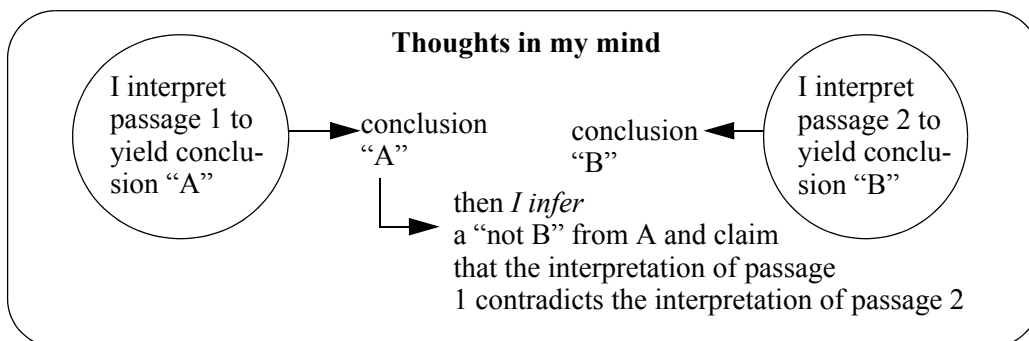 Thoughts in my mind
I interpret
passage 1 to
yield conclu-
sion “A”
conclusion
“A”
conclusion
“B”
I interpret
passage 2 to
yield conclu-
sion “B”
then I infer
a “not B” from A and claim
that the interpretation of passage
1 contradicts the interpretation of passage 2